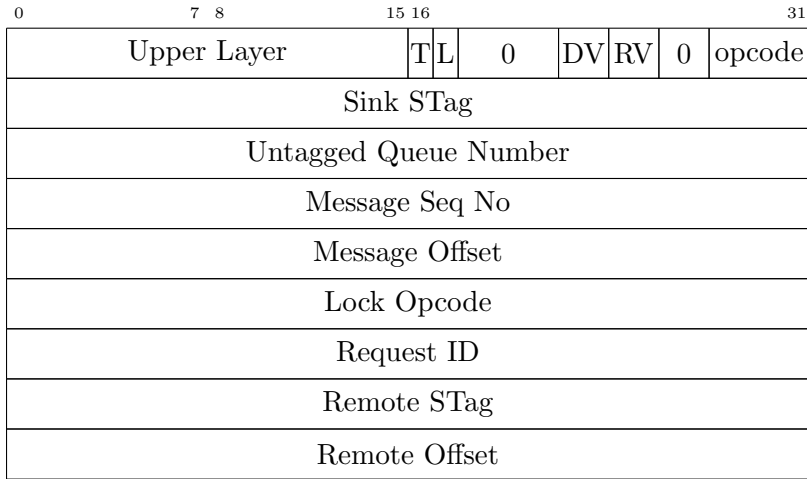 0 7 8 15 16 31
Upper Layer T L 0 DV RV 0 opcode
Sink STag
Untagged Queue Number
Message Seq No
Message Offset
Lock Opcode
Request ID
Remote STag
Remote Offset